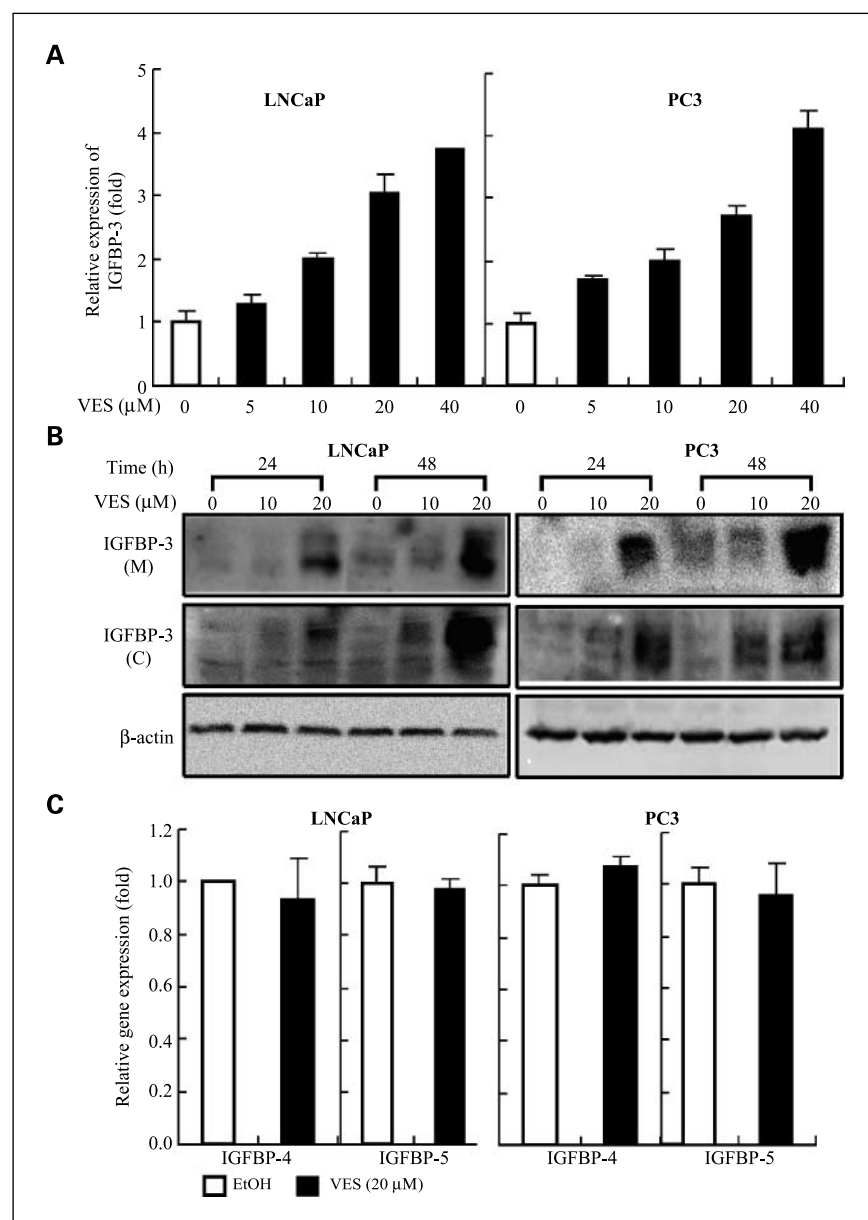 A
LNCaP
PC3
Relative expression of
IGFBP-3 (fold)
5
4
3
2
1
0
VES (µM)
0 5 10 20 40
0 5 10 20 40
B
LNCaP
PC3
Time (h)
24 48
24 48
VES (µM)
0 10 20 0 10 20
0 10 20 0 10 20
IGFBP-3
(M)
IGFBP-3
(C)
β-actin
C
LNCaP
PC3
Relative gene expression (fold)
1.2
1.0
0.8
0.6
0.4
0.2
0.0
IGFBP-4 IGFBP-5
IGFBP-4 IGFBP-5
EtOH VES (20 µM)